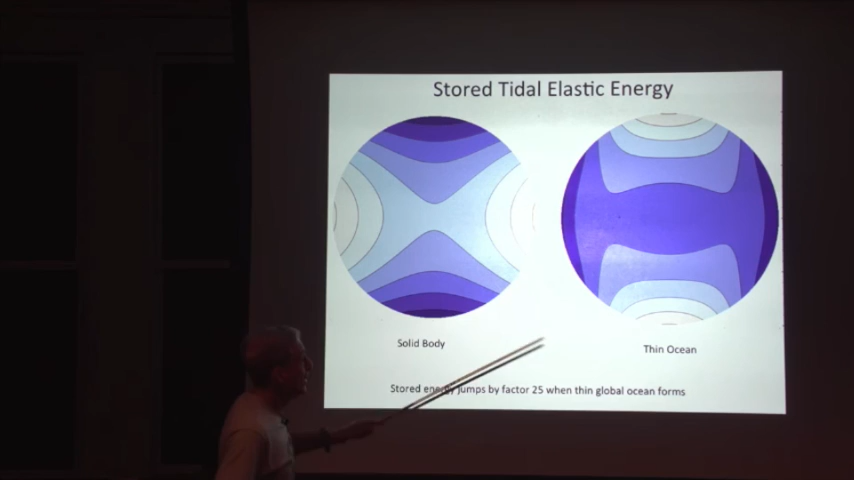 Stored Tidal Elastic Energy
Solid Body
Thin Ocean
Stored energy jumps by factor 25 when thin global ocean forms